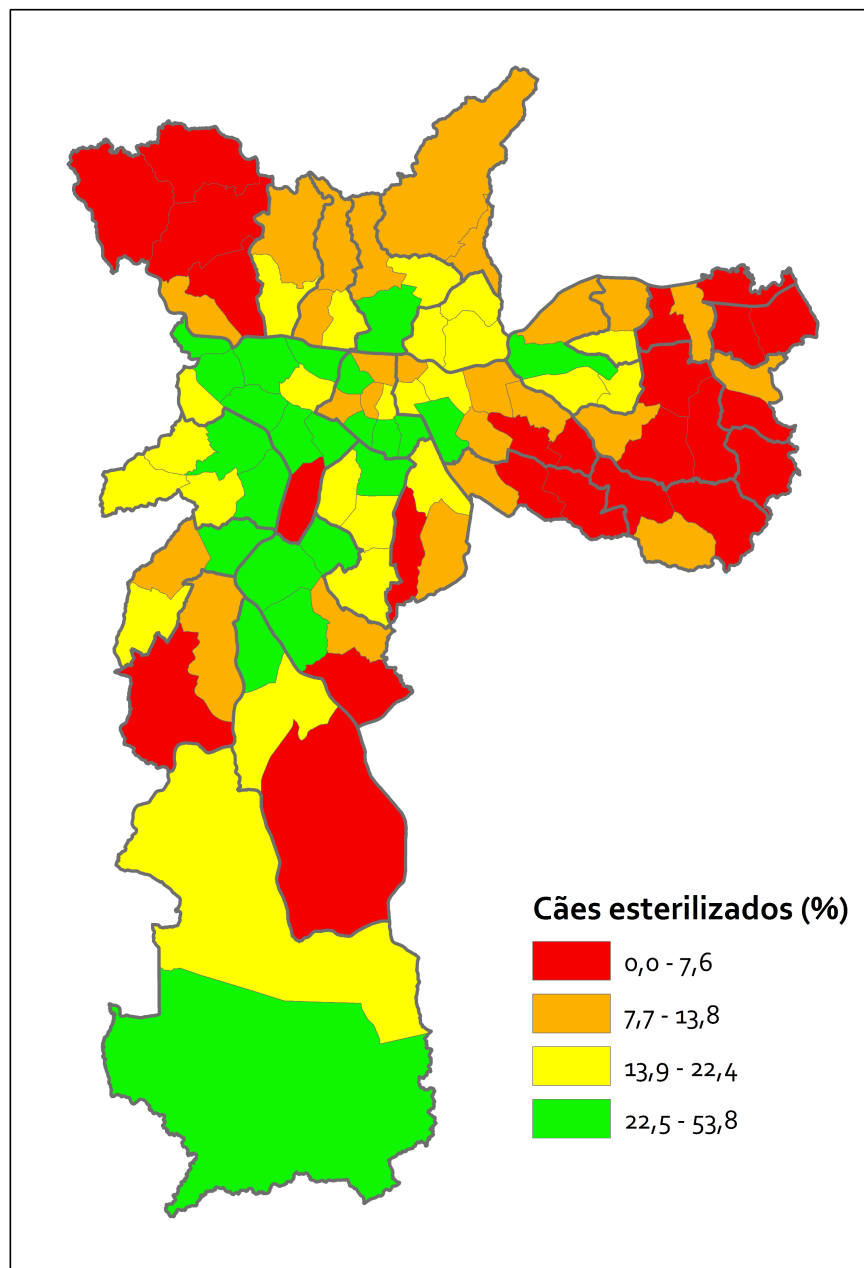 Cães esterilizados (%)
0,0 - 7,6
7,7 - 13,8
13,9 - 22,4
22,5 - 53,8